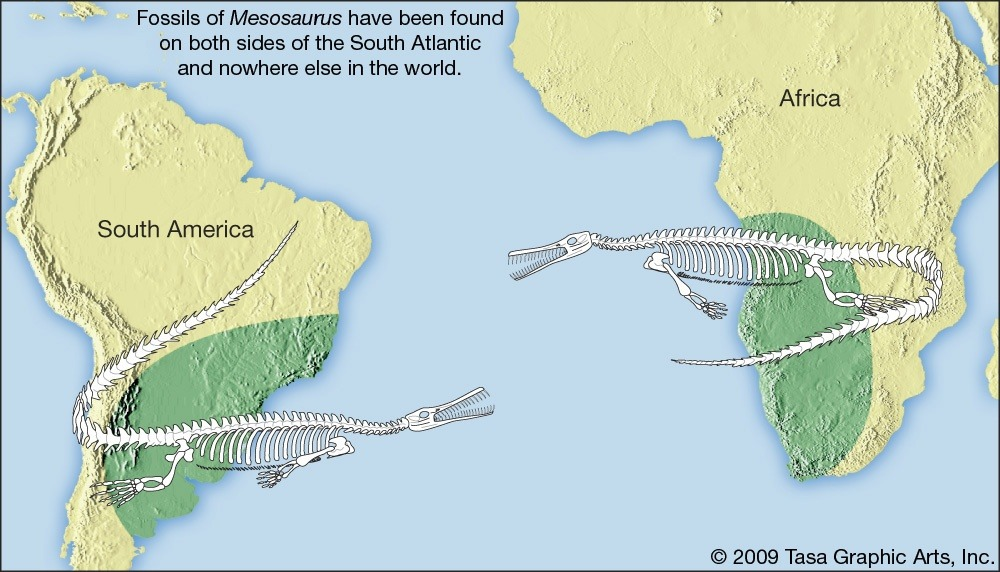 Fossils of Mesosaurus have been found
on both sides of the South Atlantic
and nowhere else in the world.
Africa
South America
© 2009 Tasa Graphic Arts, Inc.